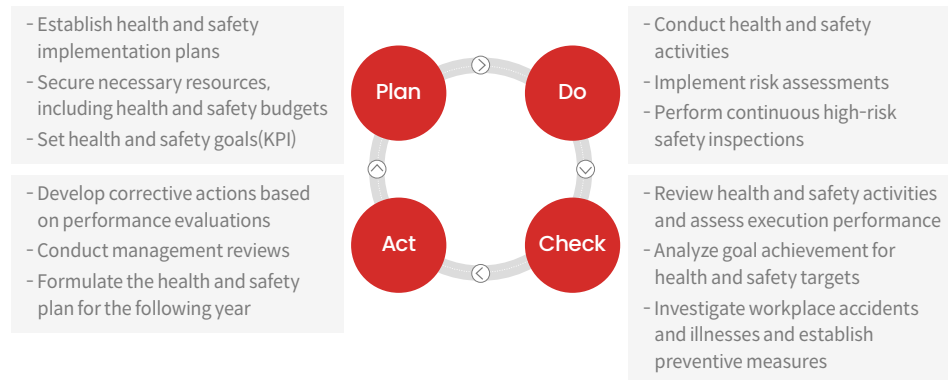 - Establish health and safety
implementation plans
- Secure necessary resources,
including health and safety budgets
- Set health and safety goals(KPI)
Plan
Do
- Conduct health and safety
activities
- Implement risk assessments
- Perform continuous high-risk
safety inspections
- Develop corrective actions based
on performance evaluations
- Conduct management reviews
- Formulate the health and safety
plan for the following year
Act
Check
- Review health and safety activities
and assess execution performance
- Analyze goal achievement for
health and safety targets
- Investigate workplace accidents
and illnesses and establish
preventive measures